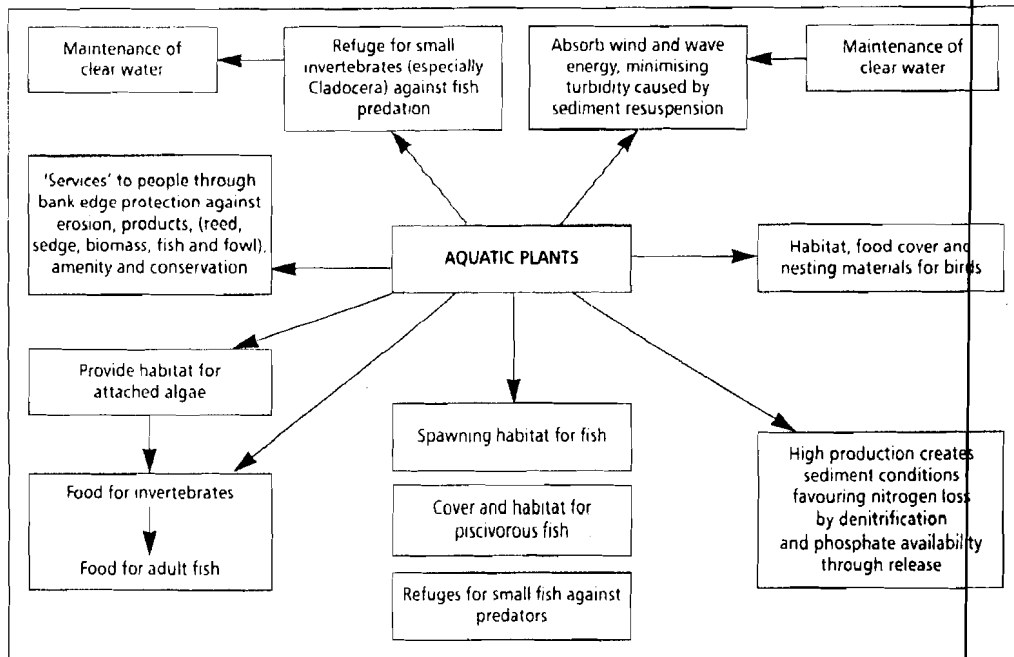 Maintenance of
clear water
Refuge for small
invertebrates (especially
Cladocera) against fish
predation
Absorb wind and wave
energy, minimising
turbidity caused by
sediment resuspension
Maintenance of
clear water
'Services' to people through
bank edge protection against
erosion, products, (reed,
sedge, biomass, fish and fowl),
amenity and conservation
AQUATIC PLANTS
Habitat, food cover and
nesting materials for birds
Provide habitat for
attached algae
Spawning habitat for fish
High production creates
sediment conditions
favouring nitrogen loss
by denitrification
and phosphate availability
through release
Food for invertebrates
Food for adult fish
Cover and habitat for
piscivorous fish
Refuges for small fish against
predators